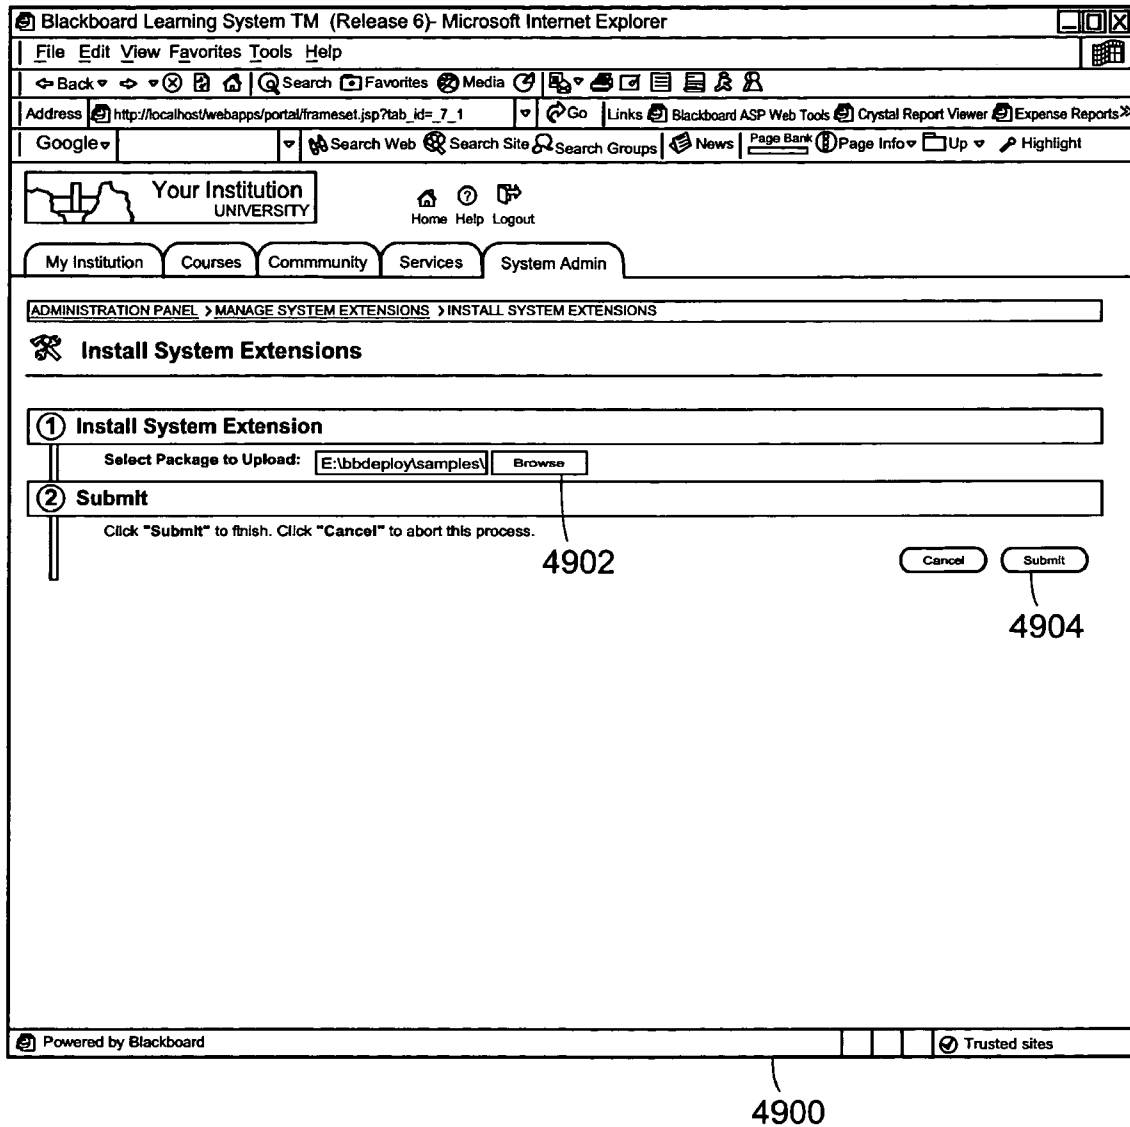 Blackboard Learning System TM (Release 6)- Microsoft Internet Explorer
File Edit View Favorites Tools Help
Back Search Favorites Media
Address http://localhost/webapps/portal/frameset.jsp?tab_id=_7_1 Go Links Blackboard ASP Web Tools Crystal Report Viewer Expense Reports »
Google Search Web Search Site Search Groups News Page Bank Page Info Up Highlight
Your Institution
UNIVERSITY
Home Help Logout
My Institution Courses Commmunity Services System Admin
ADMINISTRATION PANEL > MANAGE SYSTEM EXTENSIONS > INSTALL SYSTEM EXTENSIONS
Install System Extensions
1 Install System Extension
Select Package to Upload: E:\bbdeploy\samples\ Browse
2 Submit
Click "Submit" to finish. Click "Cancel" to abort this process.
4902
Cancel Submit
4904
Powered by Blackboard Trusted sites
4900